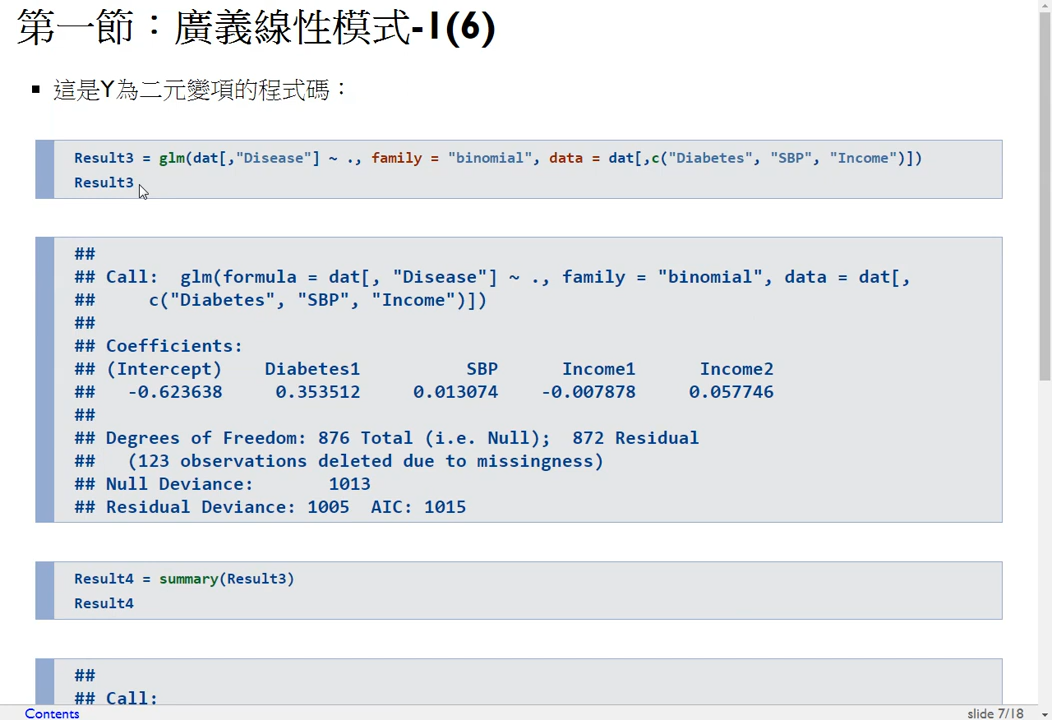 第一節：廣義線性模式-1(6)
▪ 這是Y為二元變項的程式碼：
Result3 = glm(dat[,"Disease"] ~ ., family = "binomial", data = dat[,c("Diabetes", "SBP", "Income")])
Result3
##
## Call:  glm(formula = dat[, "Disease"] ~ ., family = "binomial", data = dat[,
##     c("Diabetes", "SBP", "Income")])
##
## Coefficients:
## (Intercept)    Diabetes1          SBP      Income1      Income2
##   -0.623638     0.353512     0.013074    -0.007878     0.057746
##
## Degrees of Freedom: 876 Total (i.e. Null);  872 Residual
##   (123 observations deleted due to missingness)
## Null Deviance:       1013
## Residual Deviance: 1005  AIC: 1015
Result4 = summary(Result3)
Result4
##
## Call:
Contents
slide 7/18